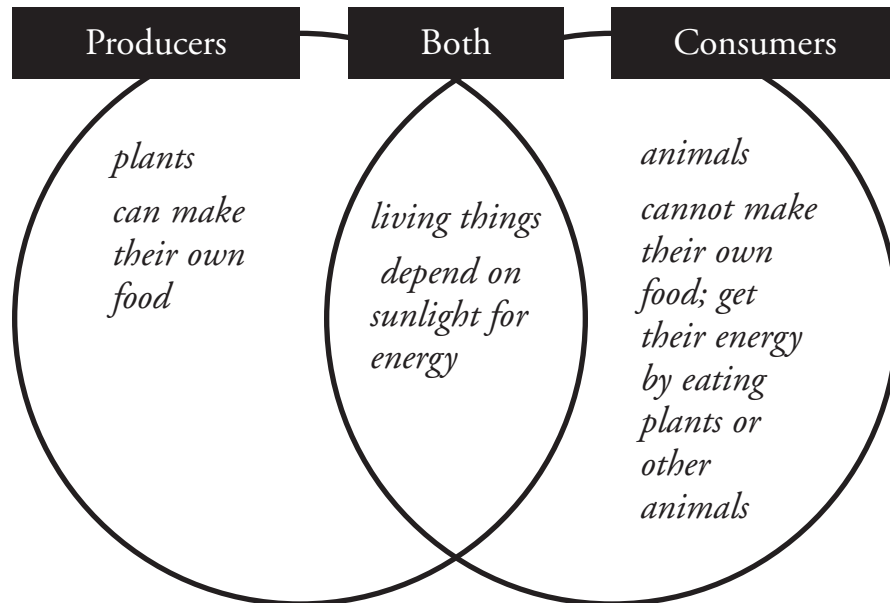 Producers
Both
Consumers
plants
can make
their own
food
living things
depend on
sunlight for
energy
animals
cannot make
their own
food; get
their energy
by eating
plants or
other
animals